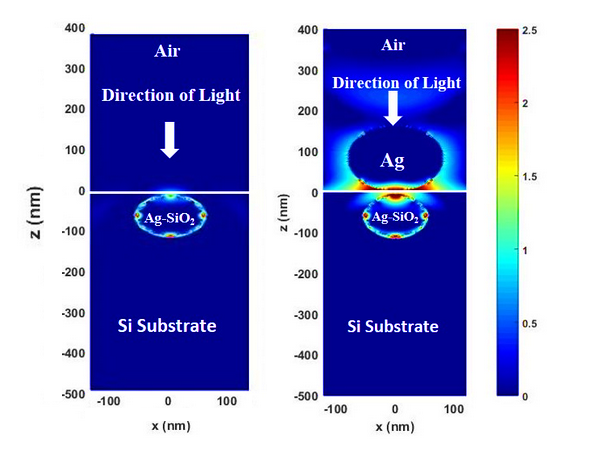 400
300
200
100
0
-100
-200
-300
-400
-500
z (nm)
Air
Direction of Light
Ag-SiO2
Si Substrate
-100 0 100
x (nm)
400
300
200
100
0
-100
-200
-300
-400
-500
z (nm)
Air
Direction of Light
Ag
Ag-SiO2
Si Substrate
-100 0 100
x (nm)
2.5
2
1.5
1
0.5
0